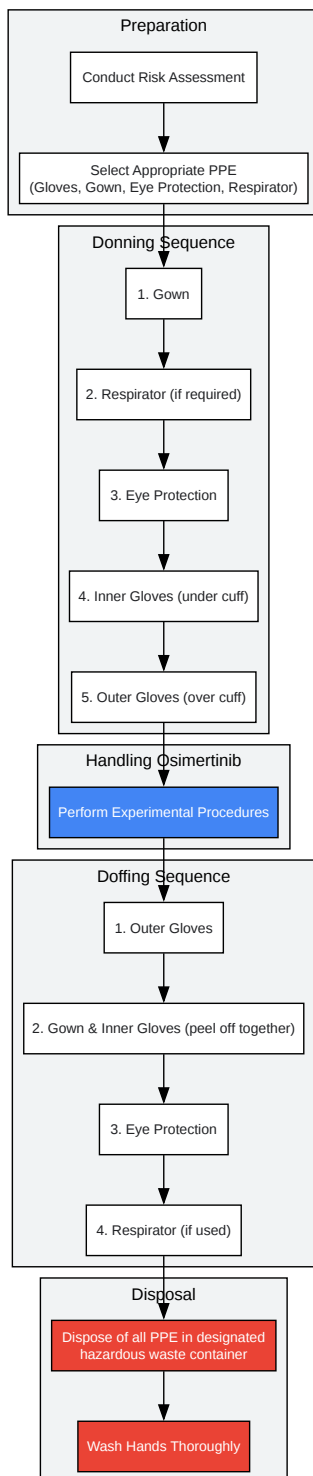 Preparation
Conduct Risk Assessment
Select Appropriate PPE
(Gloves, Gown, Eye Protection, Respirator)
Donning Sequence
1. Gown
2. Respirator (if required)
3. Eye Protection
4. Inner Gloves (under cuff)
5. Outer Gloves (over cuff)
Handling Osimertinib
Perform Experimental Procedures
Doffing Sequence
1. Outer Gloves
2. Gown & Inner Gloves (peel off together)
3. Eye Protection
4. Respirator (if used)
Disposal
Dispose of all PPE in designated
hazardous waste container
Wash Hands Thoroughly